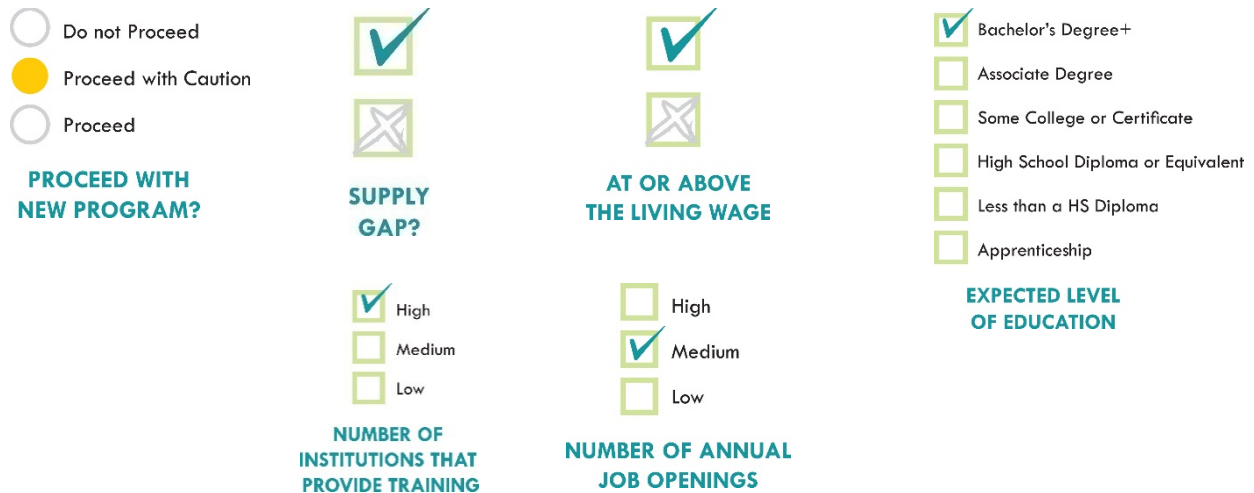 Do not Proceed
Proceed with Caution
Proceed
PROCEED WITH
NEW PROGRAM?
SUPPLY
GAP?
AT OR ABOVE
THE LIVING WAGE
Bachelor's Degree+
Associate Degree
Some College or Certificate
High School Diploma or Equivalent
Less than a HS Diploma
Apprenticeship
EXPECTED LEVEL
OF EDUCATION
High
Medium
Low
NUMBER OF
INSTITUTIONS THAT
PROVIDE TRAINING
High
Medium
Low
NUMBER OF ANNUAL
JOB OPENINGS